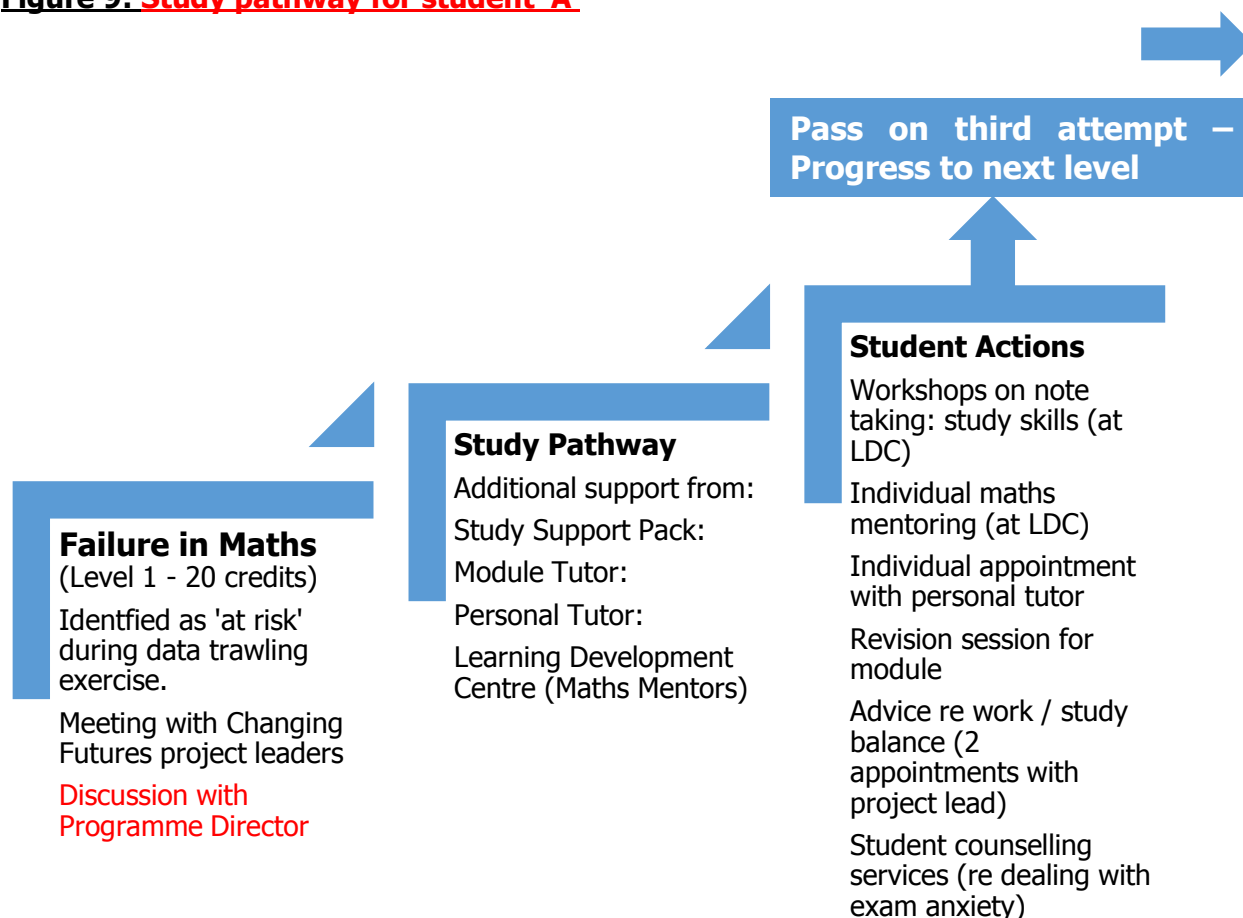 Figure 9: Study pathway for student 'A'
Pass on third attempt –
Progress to next level
Failure in Maths
(Level 1 - 20 credits)
Identfied as 'at risk'
during data trawling
exercise.
Meeting with Changing
Futures project leaders
Discussion with
Programme Director
Study Pathway
Additional support from:
Study Support Pack:
Module Tutor:
Personal Tutor:
Learning Development
Centre (Maths Mentors)
Student Actions
Workshops on note
taking: study skills (at
LDC)
Individual maths
mentoring (at LDC)
Individual appointment
with personal tutor
Revision session for
module
Advice re work / study
balance (2
appointments with
project lead)
Student counselling
services (re dealing with
exam anxiety)